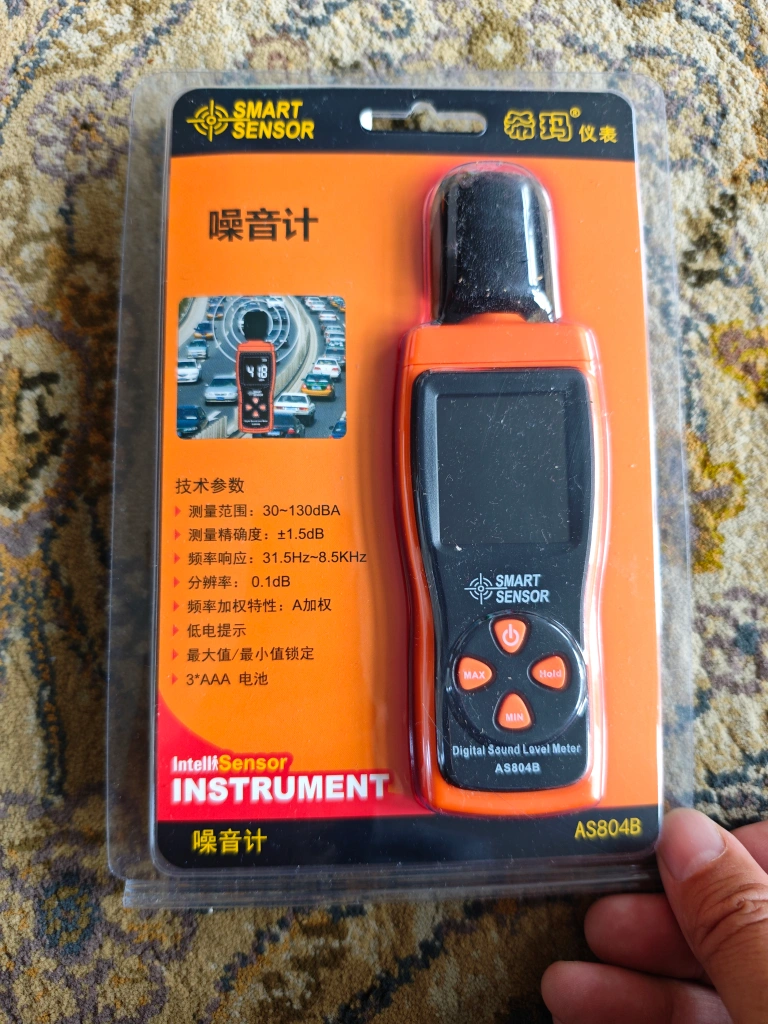 SMART
SENSOR
希玛®仪表
噪音计
41.8
技术参数
测量范围：30~130dBA
测量精确度：±1.5dB
频率响应：31.5Hz~8.5KHz
分辨率： 0.1dB
频率加权特性：A加权
低电提示
最大值/最小值锁定
3*AAA 电池
SMART
SENSOR
MAX
Hold
MIN
Digital Sound Level Meter
AS804B
IntelliSensor
INSTRUMENT
噪音计
AS804B